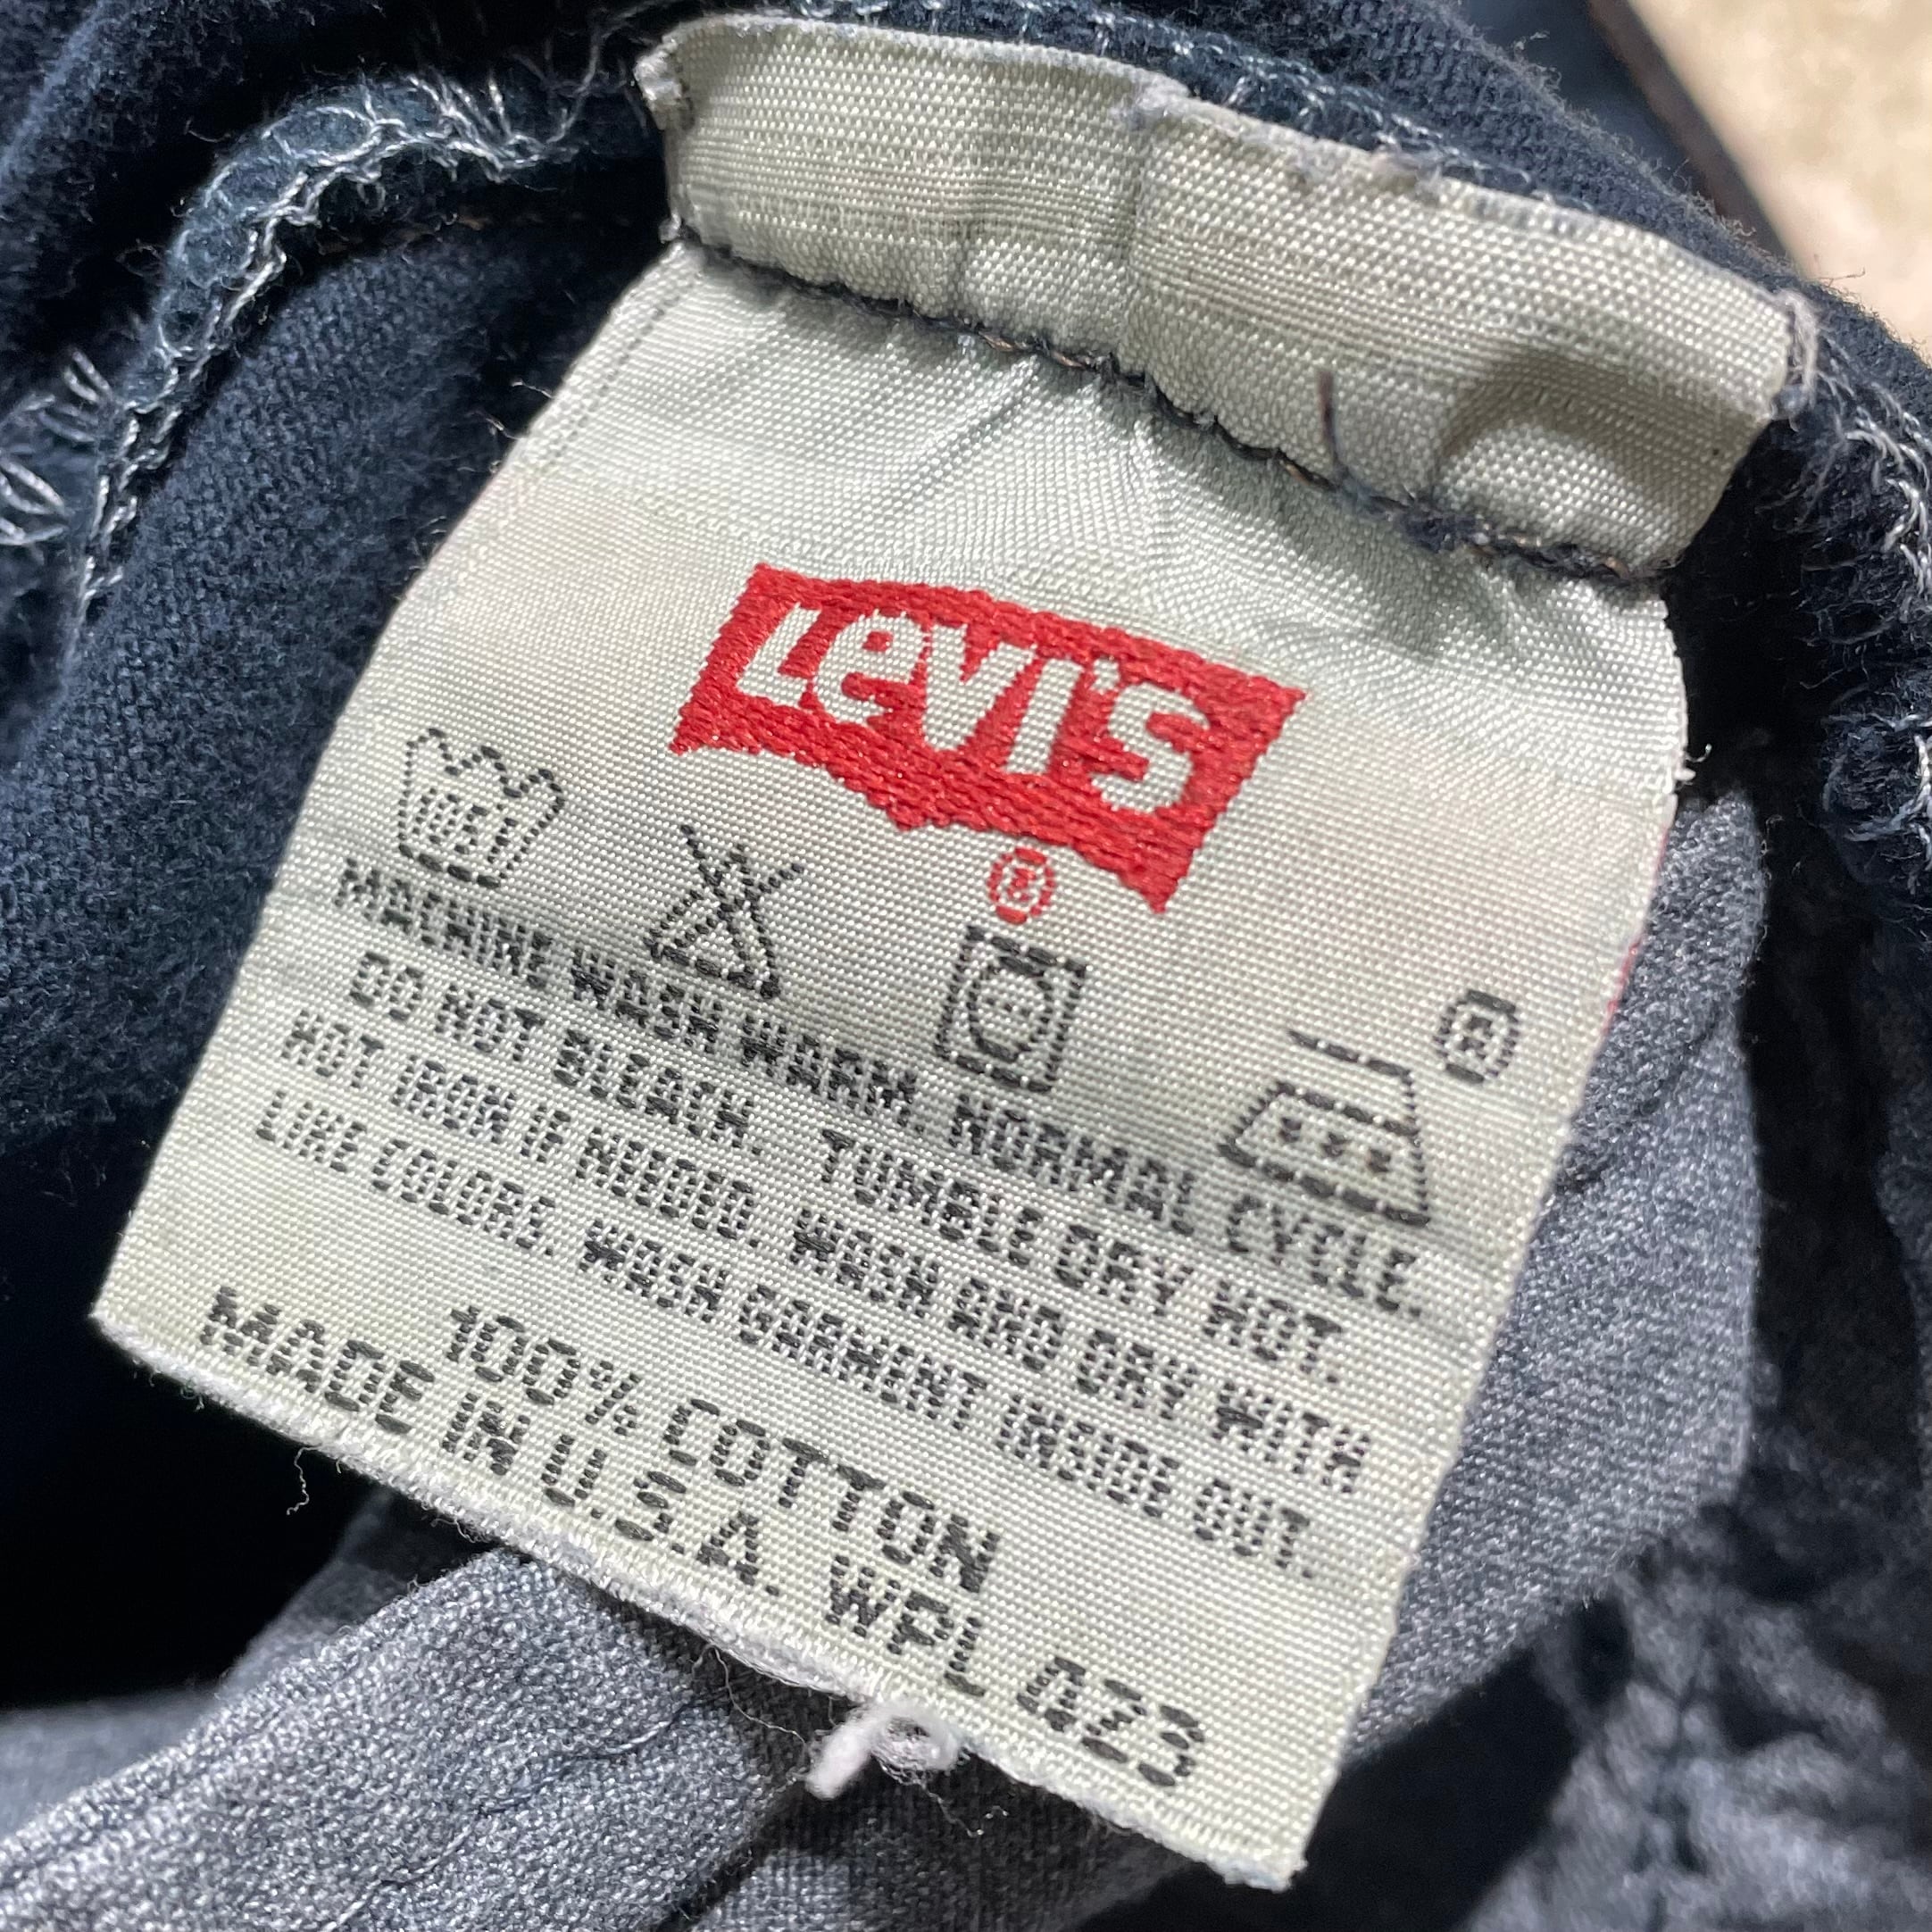 Levi's
®
105F
®
MACHINE WASH WARM. NORMAL CYCLE.
DO NOT BLEACH. TUMBLE DRY HOT.
HOT IRON IF NEEDED. WASH AND DRY WITH
LIKE COLORS. WASH GARMENT INSIDE OUT.
100% COTTON
MADE IN U.S.A. WPL 423